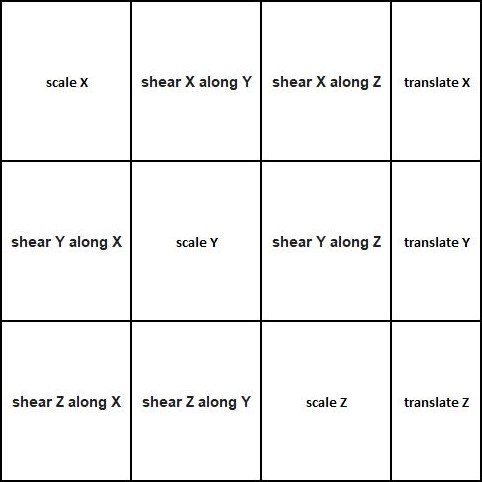 scale X
shear X along Y
shear X along Z
translate X
shear Y along X
scale Y
shear Y along Z
translate Y
shear Z along X
shear Z along Y
scale Z
translate Z